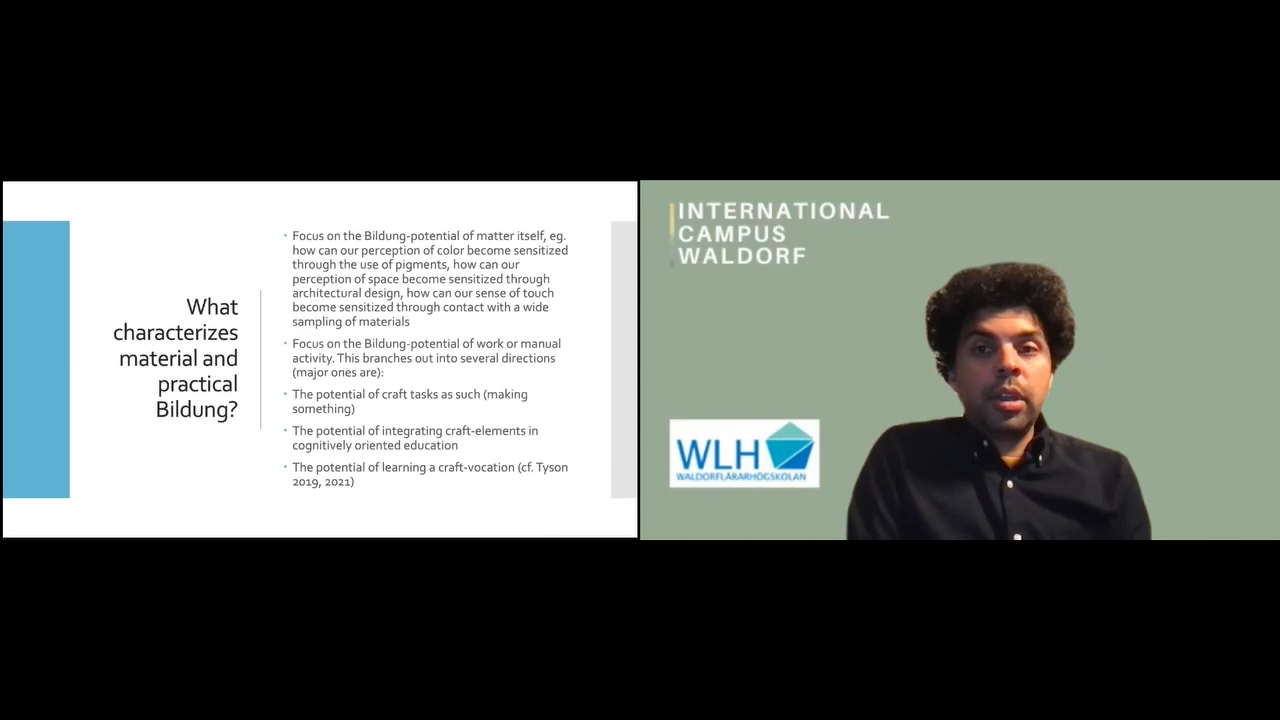 What
characterizes
material and
practical
Bildung?
• Focus on the Bildung-potential of matter itself, eg.
how can our perception of color become sensitized
through the use of pigments, how can our
perception of space become sensitized through
architectural design, how can our sense of touch
become sensitized through contact with a wide
sampling of materials
• Focus on the Bildung-potential of work or manual
activity. This branches out into several directions
(major ones are):
• The potential of craft tasks as such (making
something)
• The potential of integrating craft-elements in
cognitively oriented education
• The potential of learning a craft-vocation (cf. Tyson
2019, 2021)
INTERNATIONAL
CAMPUS
WALDORF
WLH
WALDORFLÄRARHÖGSKOLAN